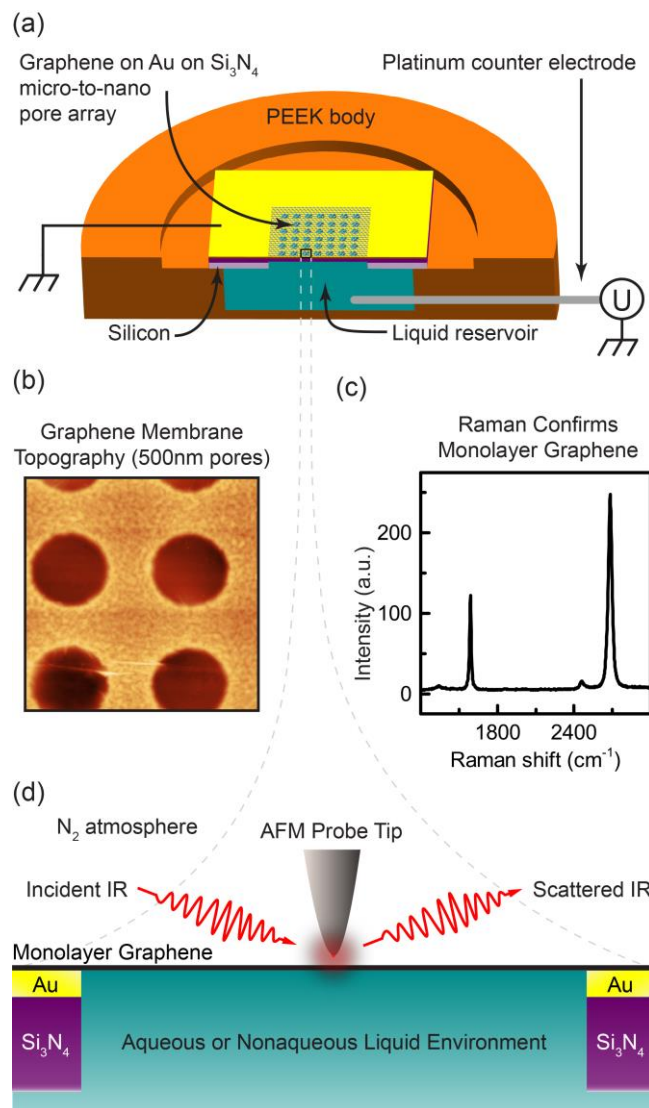 (a)
Graphene on Au on Si₃N₄
micro-to-nano
pore array
Platinum counter electrode
PEEK body
U
Silicon
Liquid reservoir
(b)
Graphene Membrane
Topography (500nm pores)
(c)
Raman Confirms
Monolayer Graphene
Intensity (a.u.)
200
100
0
1800
2400
Raman shift (cm⁻¹)
(d)
N₂ atmosphere
AFM Probe Tip
Incident IR
Scattered IR
Monolayer Graphene
Au
Au
Si₃N₄
Aqueous or Nonaqueous Liquid Environment
Si₃N₄